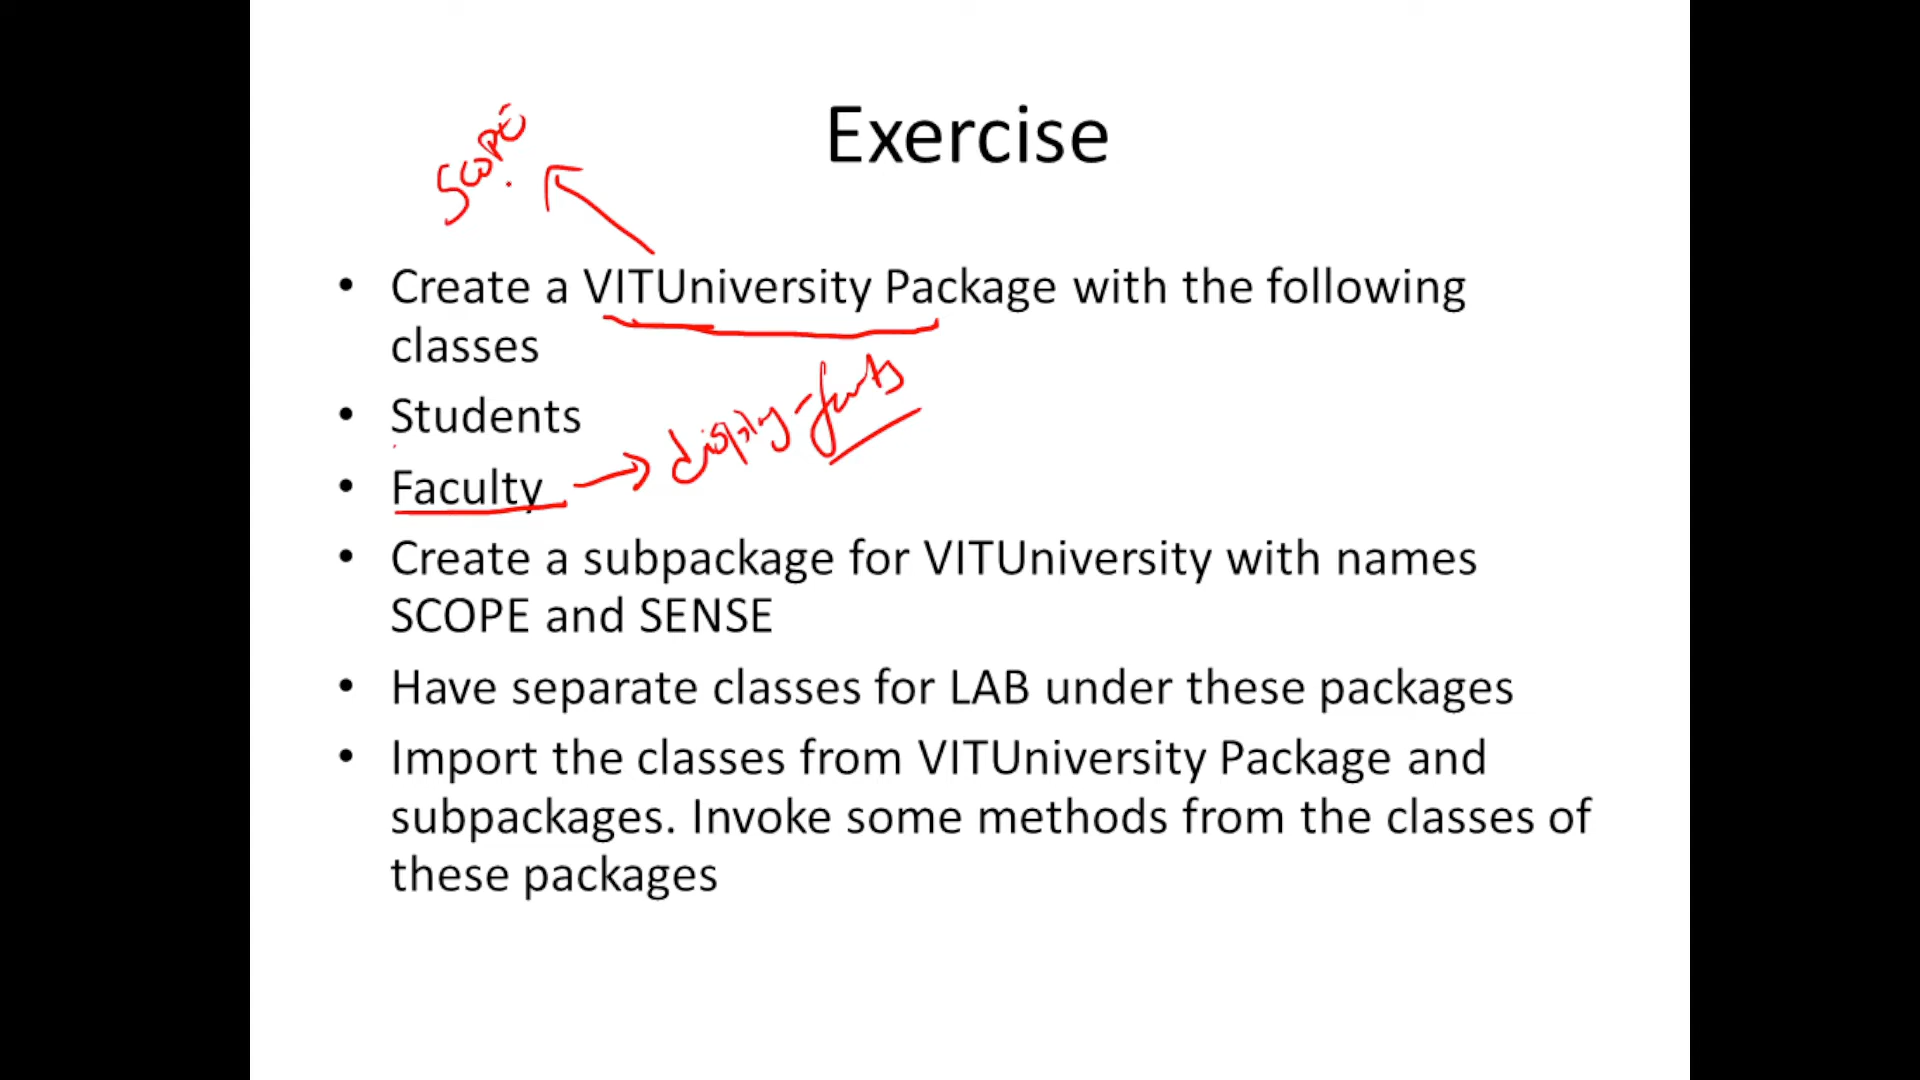 Exercise
SCOPE
• Create a VITUniversity Package with the following
classes
• Students
• Faculty
• Create a subpackage for VITUniversity with names
SCOPE and SENSE
• Have separate classes for LAB under these packages
• Import the classes from VITUniversity Package and
subpackages. Invoke some methods from the classes of
these packages